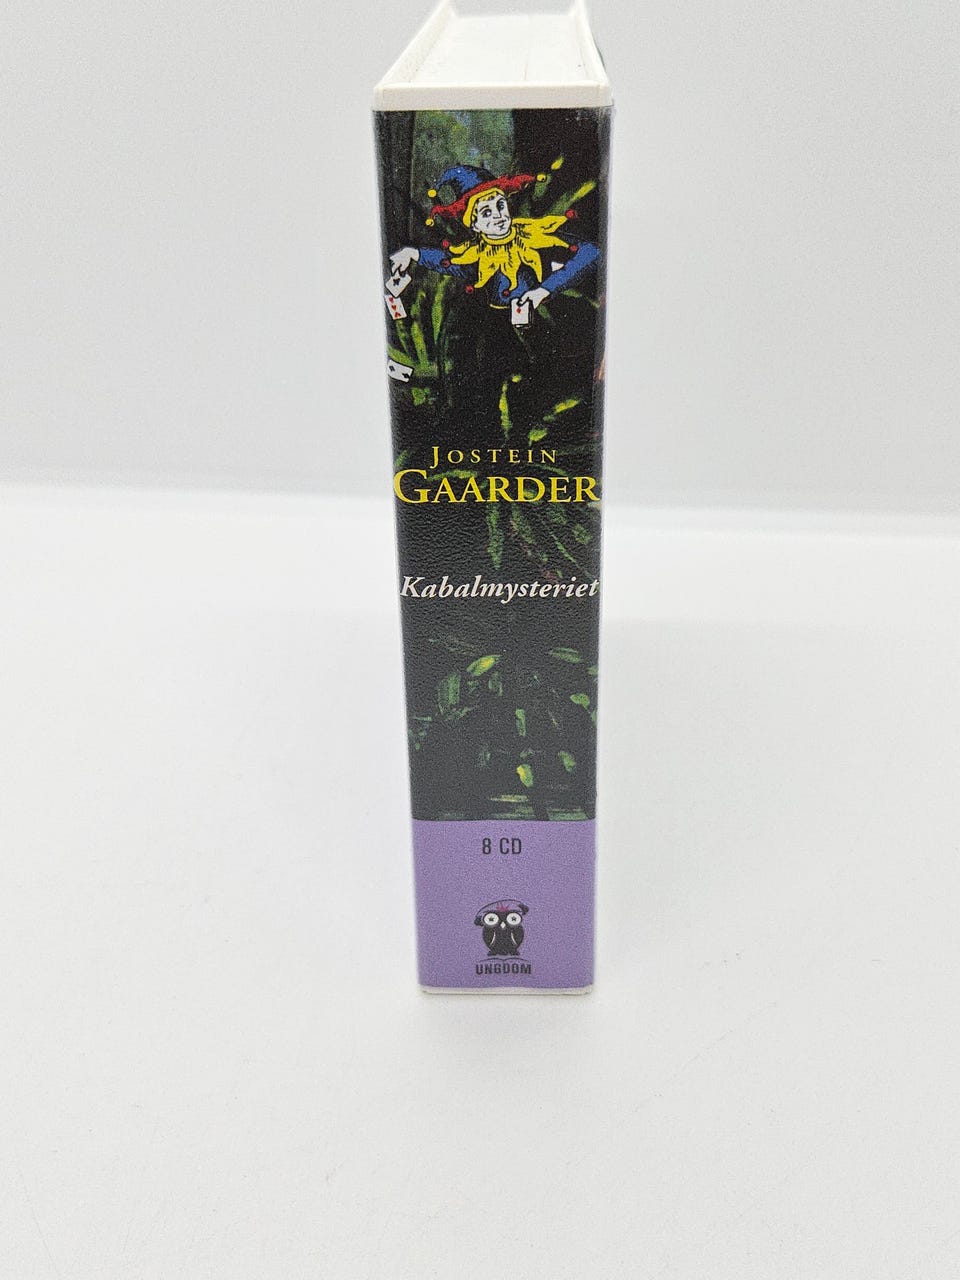 JOSTEIN
GAARDER
Kabalmysteriet
8 CD
UNGDOM